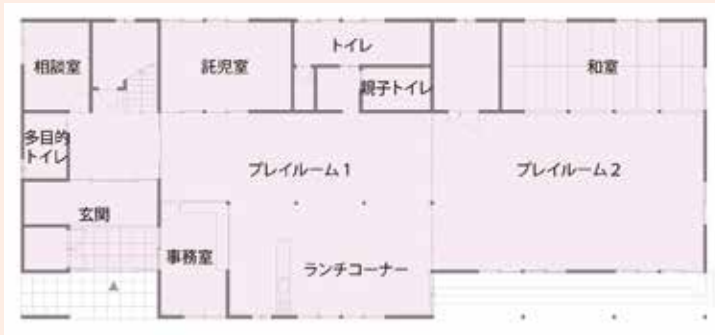 トイレ
相談室
託児室
和室
親子トイレ
多目的
トイレ
プレイルーム 1
プレイルーム 2
玄関
事務室
ランチコーナー